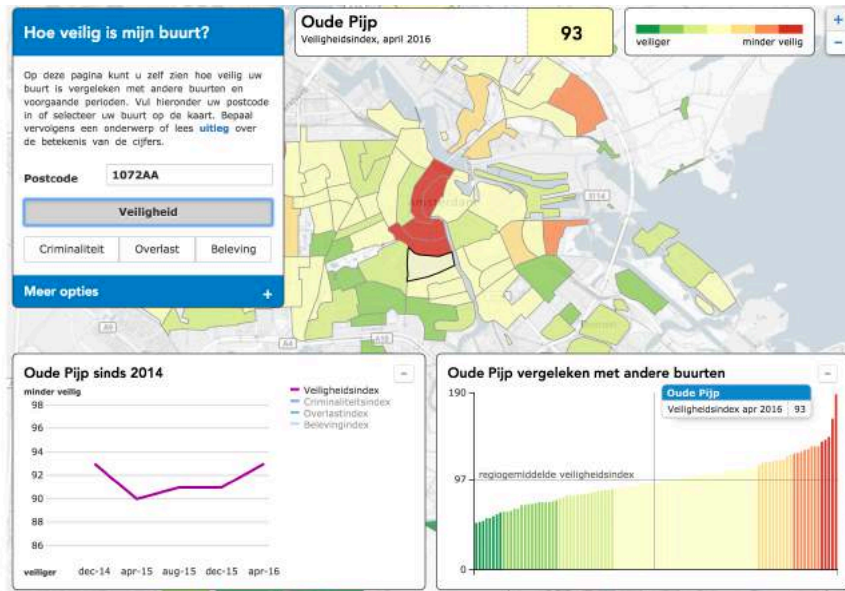 Hoe veilig is mijn buurt?
Op deze pagina kunt u zelf zien hoe veilig uw
buurt is vergeleken met andere buurten en
voorgaande perioden. Vul hieronder uw postcode
in of selecteer uw buurt op de kaart. Bepaal
vervolgens een onderwerp of lees uitleg over
de betekenis van de cijfers.
Postcode 1072AA
Veiligheid
Criminaliteit Overlast Beleving
Meer opties +
Oude Pijp
Veiligheidsindex, april 2016
93
veiliger minder veilig
+
−
Amsterdam
S114
A9
A4
A10
Oude Pijp sinds 2014 −
minder veilig
98
96
94
92
90
88
86
veiliger dec-14 apr-15 aug-15 dec-15 apr-16
Veiligheidsindex
Criminaliteitsindex
Overlastindex
Belevingindex
Oude Pijp vergeleken met andere buurten −
190
97
0
regiogemiddelde veiligheidsindex
Oude Pijp
Veiligheidsindex apr 2016 93